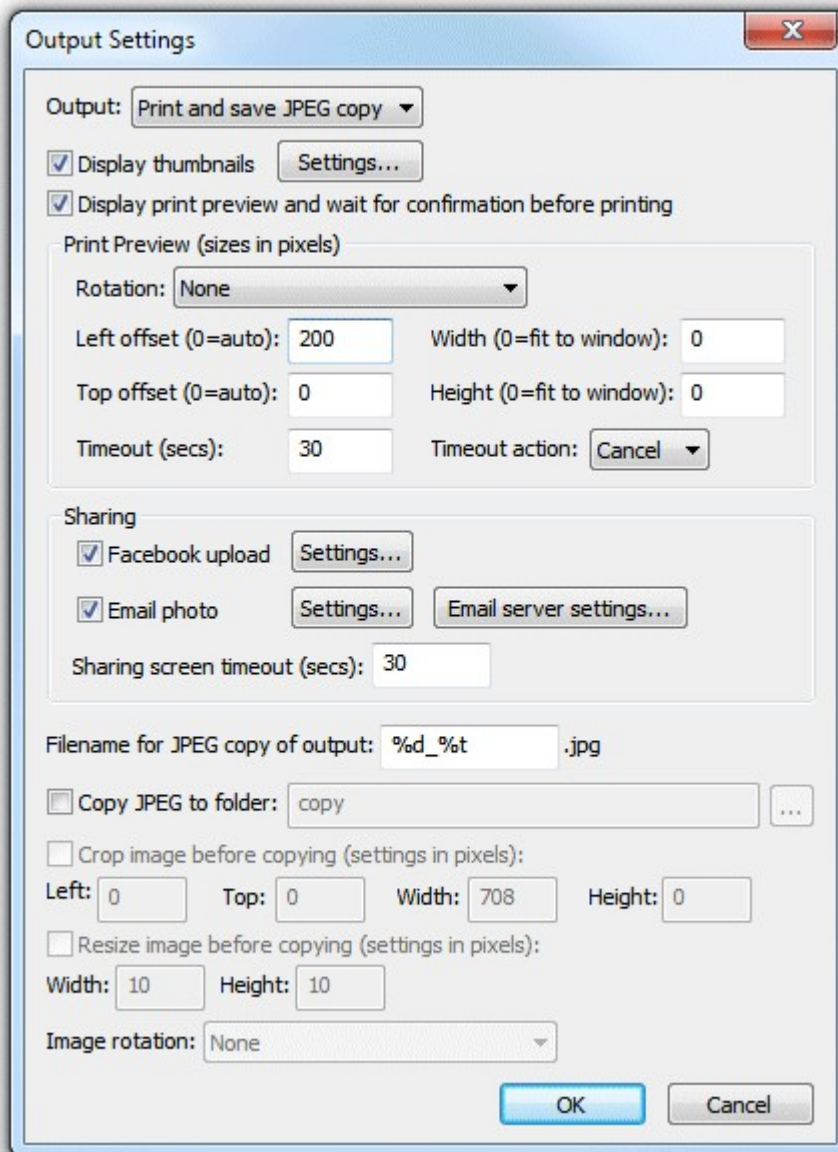 Output Settings
Output: Print and save JPEG copy
Display thumbnails Settings...
Display print preview and wait for confirmation before printing
Print Preview (sizes in pixels)
Rotation: None
Left offset (0=auto): 200 Width (0=fit to window): 0
Top offset (0=auto): 0 Height (0=fit to window): 0
Timeout (secs): 30 Timeout action: Cancel
Sharing
Facebook upload Settings...
Email photo Settings... Email server settings...
Sharing screen timeout (secs): 30
Filename for JPEG copy of output: %d_%t .jpg
Copy JPEG to folder: copy ...
Crop image before copying (settings in pixels):
Left: 0 Top: 0 Width: 708 Height: 0
Resize image before copying (settings in pixels):
Width: 10 Height: 10
Image rotation: None
OK Cancel